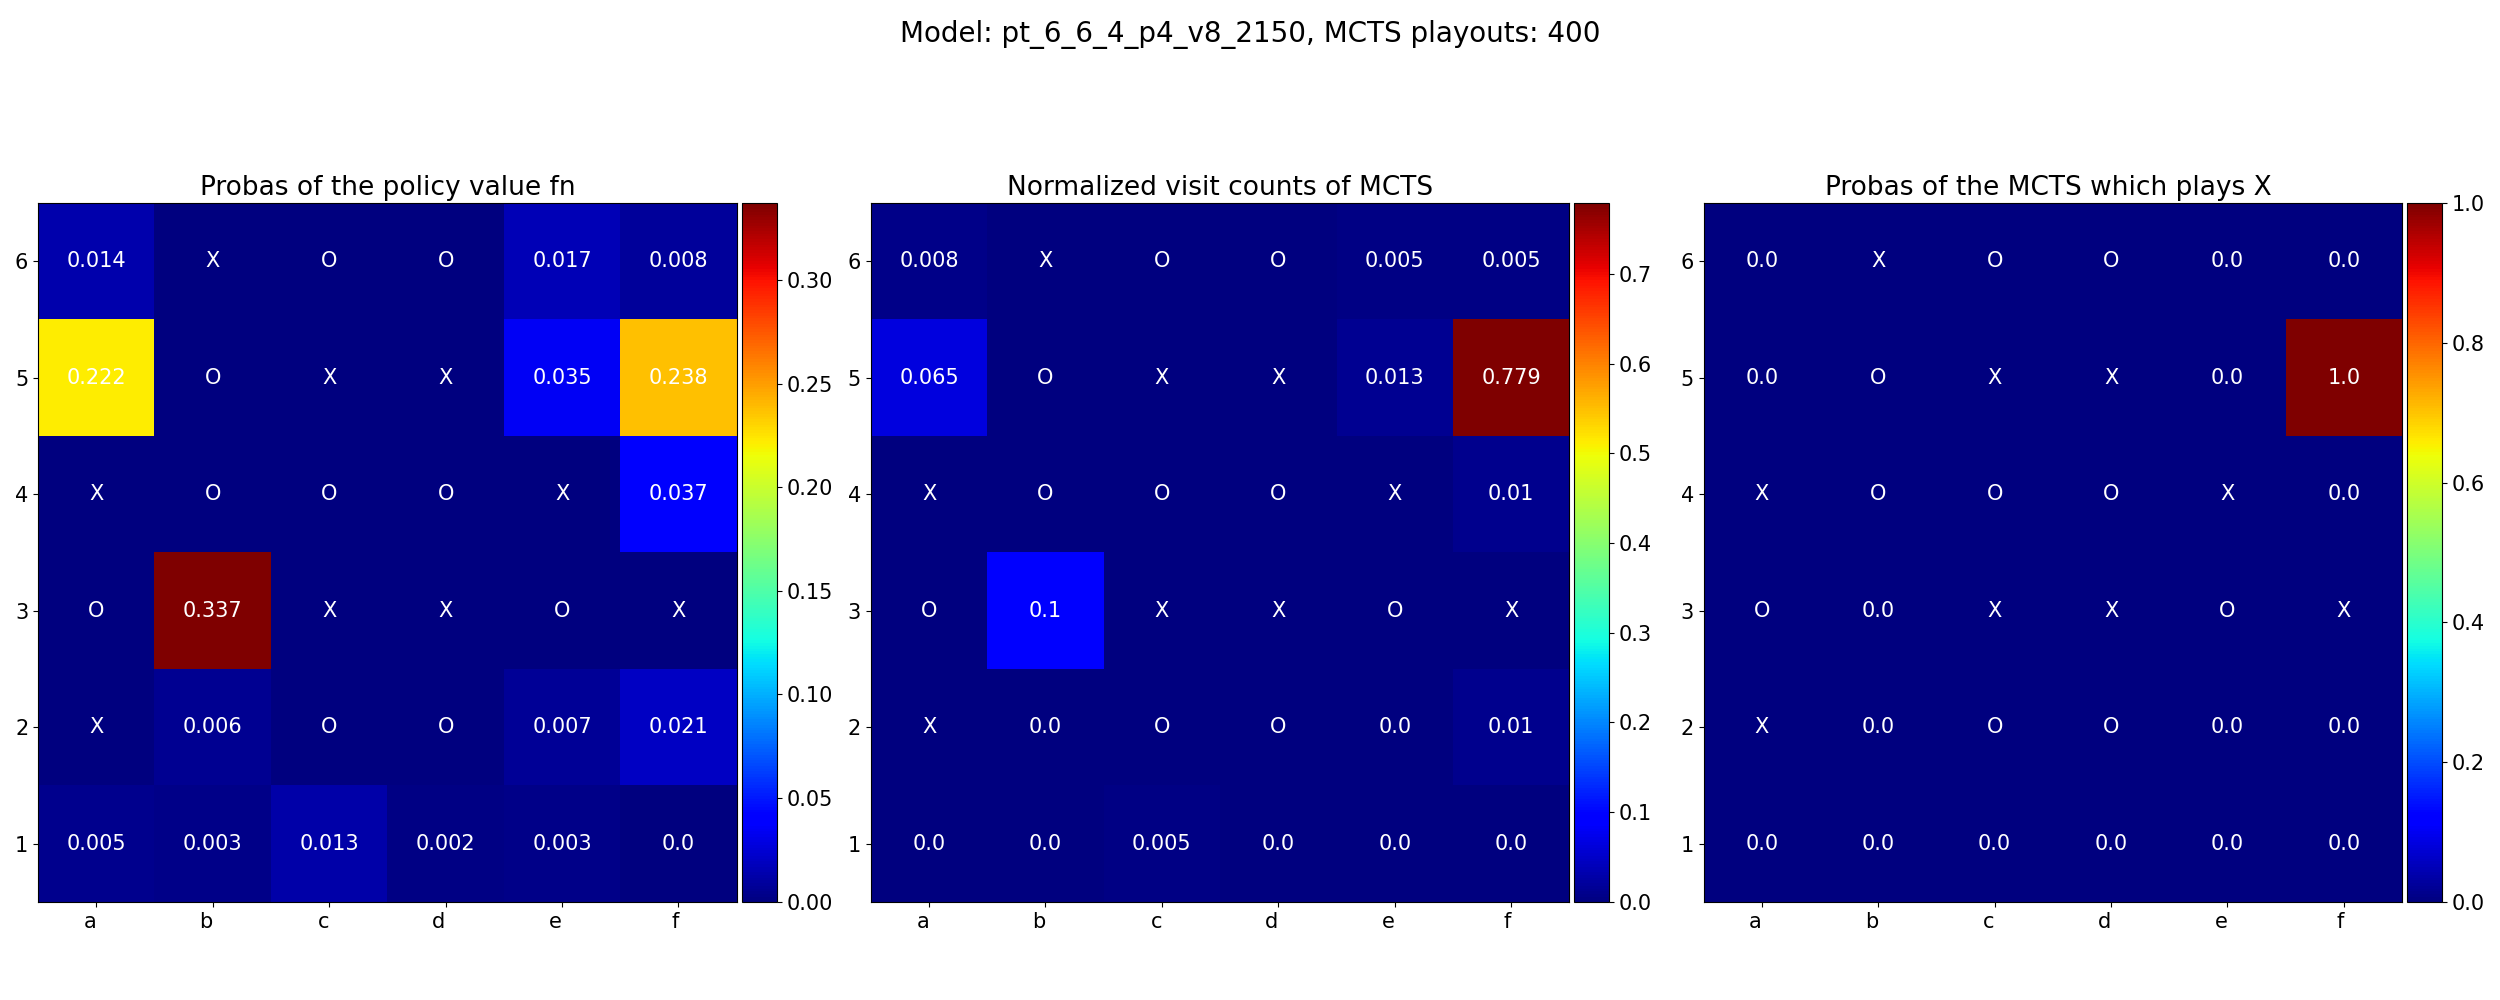 Model: pt_6_6_4_p4_v8_2150, MCTS playouts: 400
Probas of the policy value fn
6 0.014 X O O 0.017 0.008
5 0.222 O X X 0.035 0.238
4 X O O O X 0.037
3 O 0.337 X X O X
2 X 0.006 O O 0.007 0.021
1 0.005 0.003 0.013 0.002 0.003 0.0
a b c d e f
0.30
0.25
0.20
0.15
0.10
0.05
0.00
Normalized visit counts of MCTS
6 0.008 X O O 0.005 0.005
5 0.065 O X X 0.013 0.779
4 X O O O X 0.01
3 O 0.1 X X O X
2 X 0.0 O O 0.0 0.01
1 0.0 0.0 0.005 0.0 0.0 0.0
a b c d e f
0.7
0.6
0.5
0.4
0.3
0.2
0.1
0.0
Probas of the MCTS which plays X
6 0.0 X O O 0.0 0.0
5 0.0 O X X 0.0 1.0
4 X O O O X 0.0
3 O 0.0 X X O X
2 X 0.0 O O 0.0 0.0
1 0.0 0.0 0.0 0.0 0.0 0.0
a b c d e f
1.0
0.8
0.6
0.4
0.2
0.0